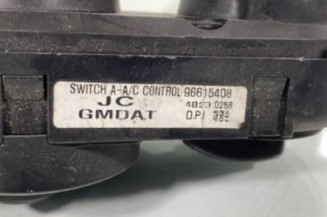 SWITCH A-A/C CONTROL 96615408
JC 4823 0258
GMDAT D.P.I